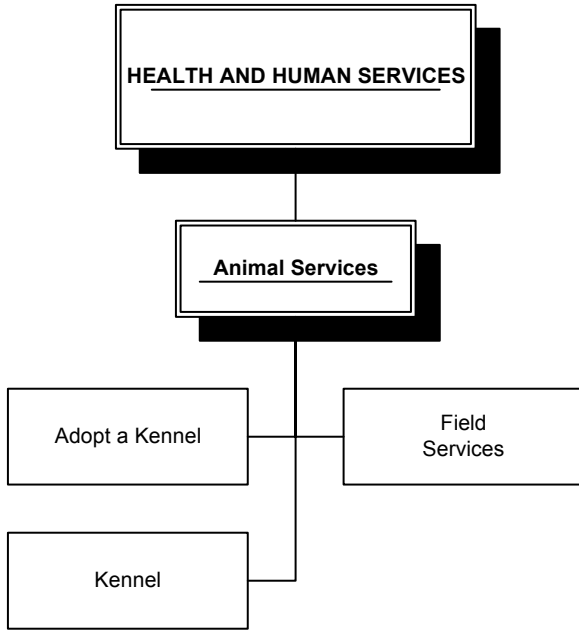 HEALTH AND HUMAN SERVICES
Animal Services
Adopt a Kennel
Field
Services
Kennel